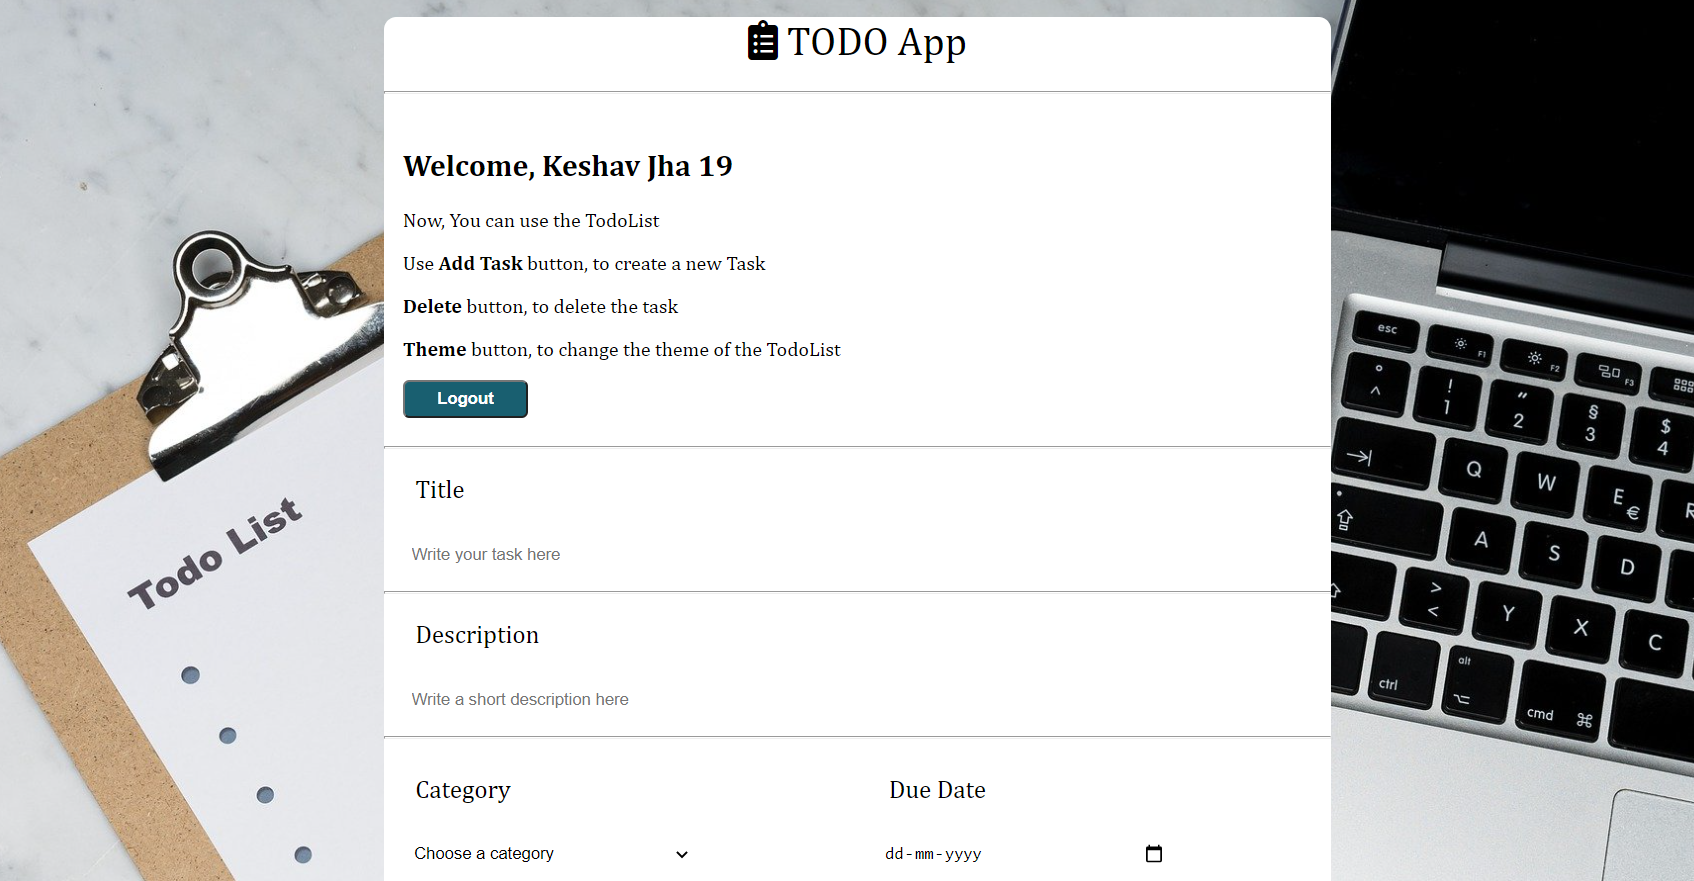 TODO App
Welcome, Keshav Jha 19
Now, You can use the TodoList
Use Add Task button, to create a new Task
Delete button, to delete the task
Theme button, to change the theme of the TodoList
Logout
Title
Write your task here
Description
Write a short description here
Category
Due Date
Choose a category
dd-mm-yyyy
Todo List
esc
F1
F2
F3
^
! 1
" 2
§ 3
$ 4
Q
W
E €
R
A
S
D
> <
Y
X
C
ctrl
alt
cmd ⌘